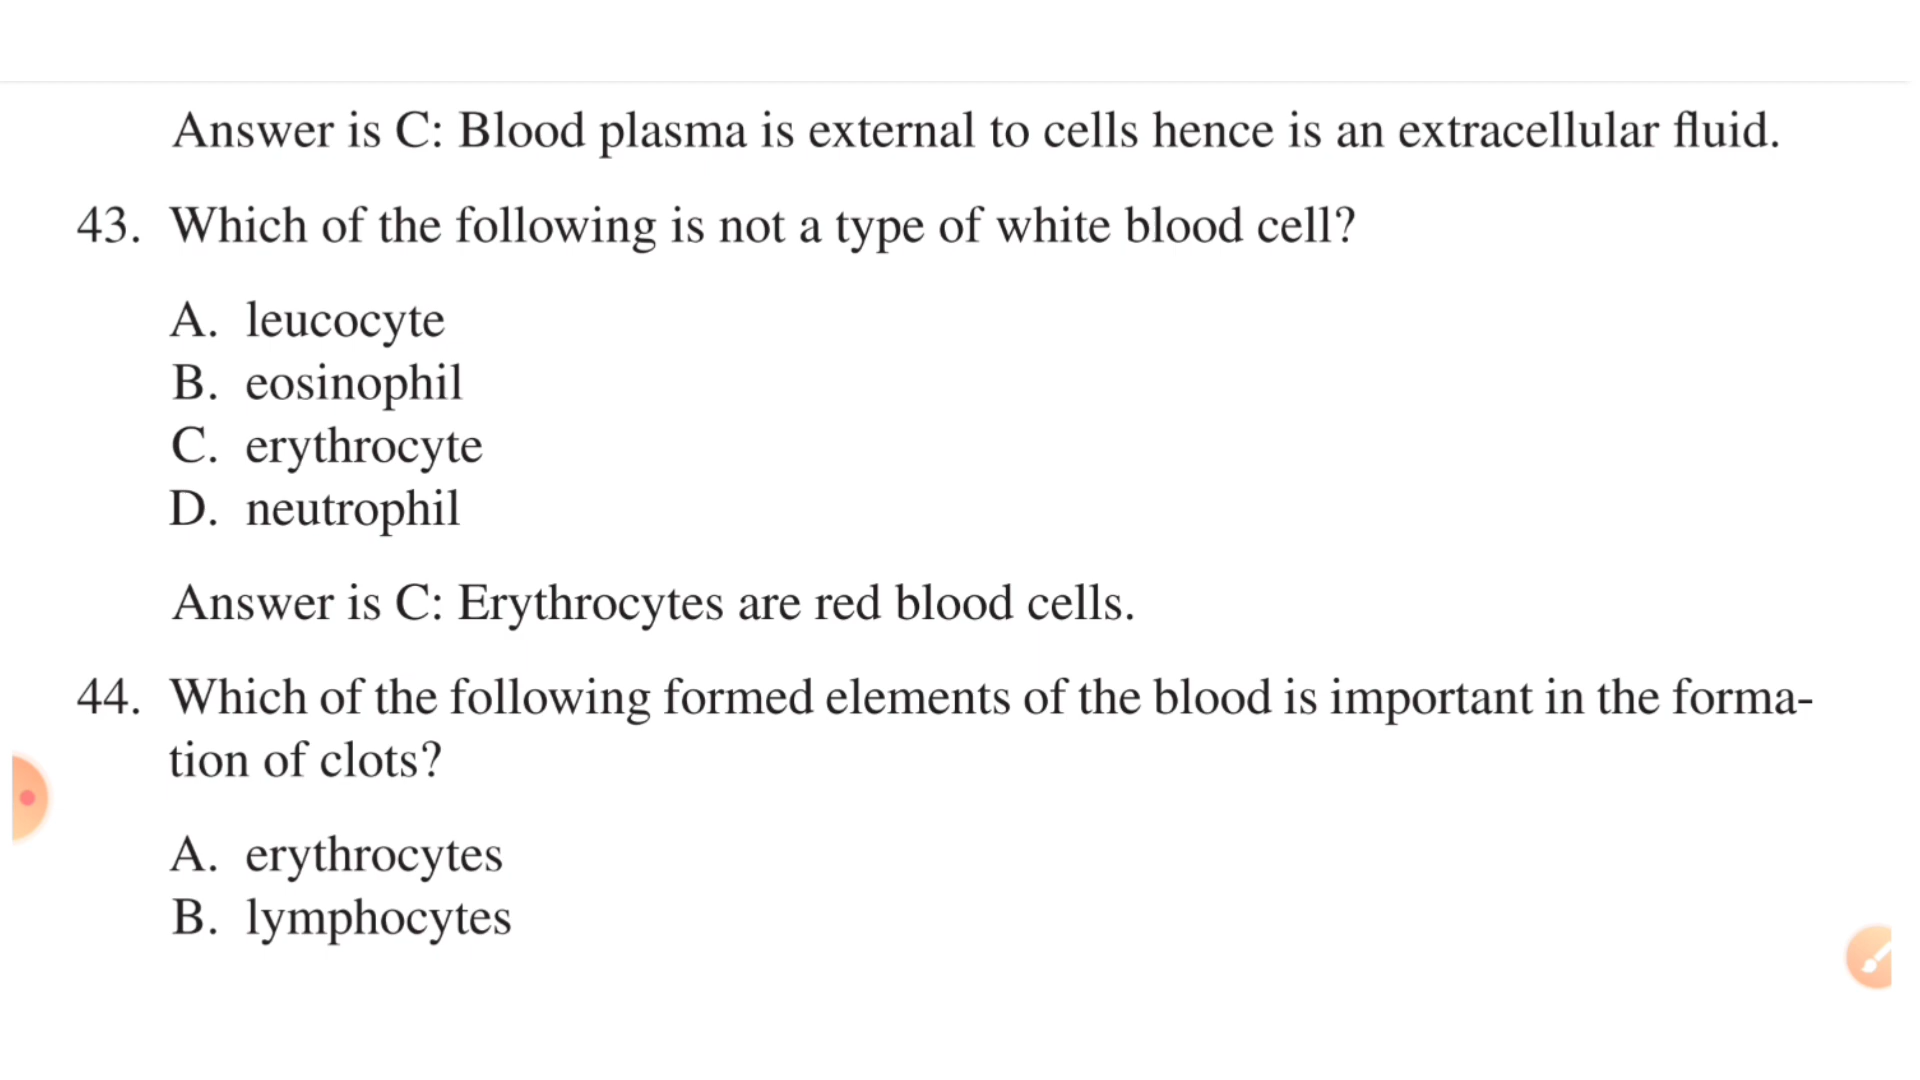 Answer is C: Blood plasma is external to cells hence is an extracellular fluid.
43. Which of the following is not a type of white blood cell?
A. leucocyte
B. eosinophil
C. erythrocyte
D. neutrophil
Answer is C: Erythrocytes are red blood cells.
44. Which of the following formed elements of the blood is important in the forma-
tion of clots?
A. erythrocytes
B. lymphocytes